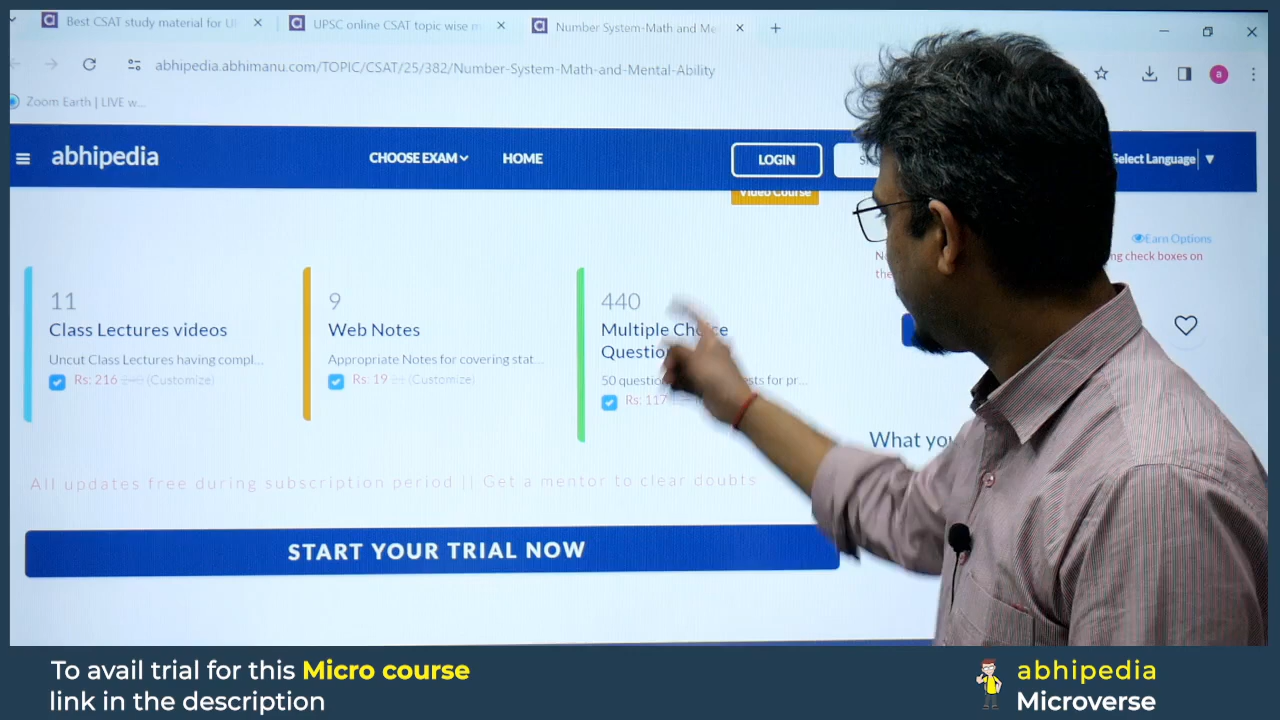 Best CSAT study material for U
UPSC online CSAT topic wise m
Number System-Math and Me
abhipedia.abhimanu.com/TOPIC/CSAT/25/382/Number-System-Math-and-Mental-Ability
a
Zoom Earth | LIVE w...
abhipedia
CHOOSE EXAM
HOME
LOGIN
Select Language
Video Course
Earn Options
ng check boxes on
the
11
Class Lectures videos
Uncut Class Lectures having compl...
Rs: 216 (Customize)
9
Web Notes
Appropriate Notes for covering stat...
Rs: 19 21 (Customize)
440
Multiple Choice
Questio
50 questio ests for pr...
Rs: 117
What you
All updates free during subscription period || Get a mentor to clear doubts
START YOUR TRIAL NOW
To avail trial for this Micro course
link in the description
abhipedia
Microverse